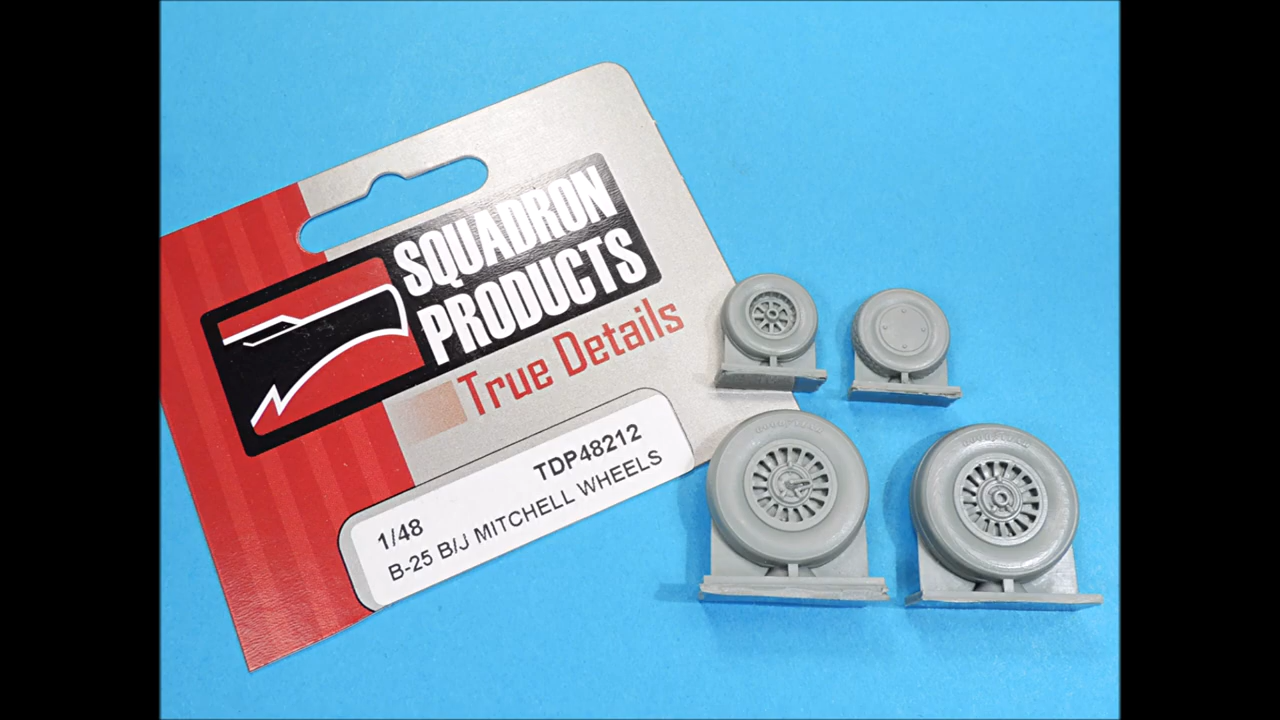 SQUADRON
PRODUCTS
True Details
TDP48212
1/48
B-25 B/J MITCHELL WHEELS